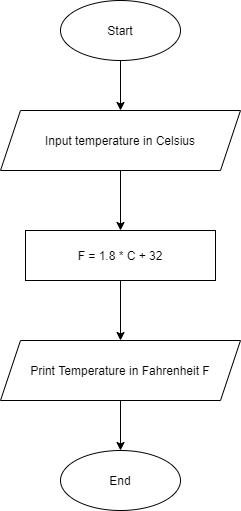 Start
Input temperature in Celsius
F = 1.8 * C + 32
Print Temperature in Fahrenheit F
End